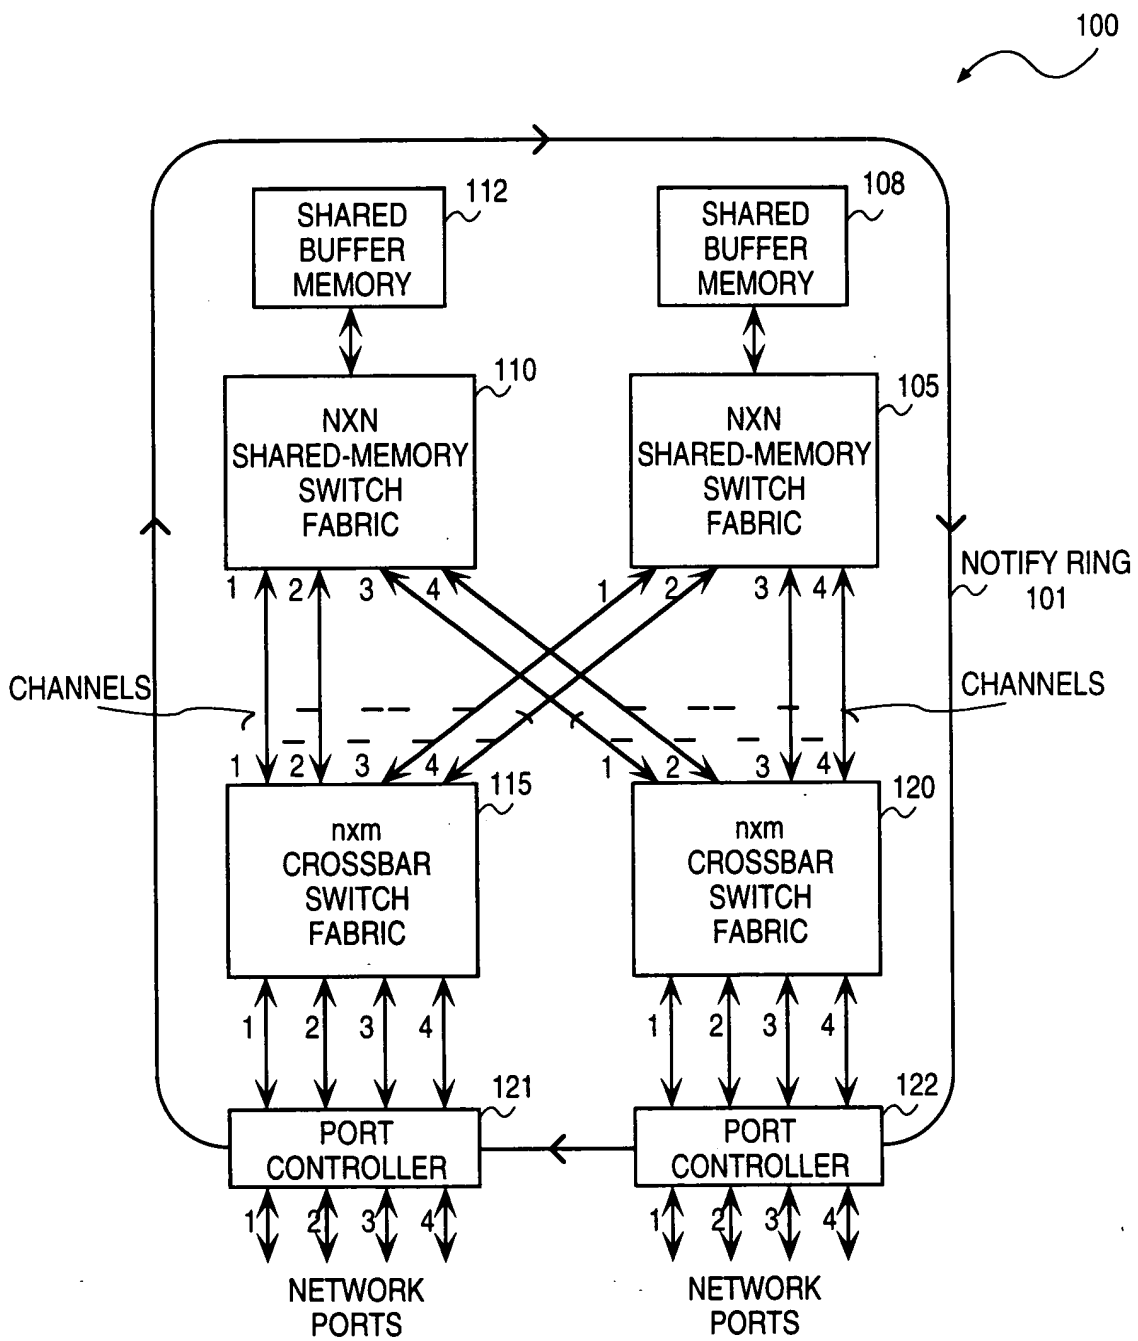 100
112
108
SHARED
BUFFER
MEMORY
SHARED
BUFFER
MEMORY
110
105
NXN
SHARED-MEMORY
SWITCH
FABRIC
NXN
SHARED-MEMORY
SWITCH
FABRIC
NOTIFY RING
101
1 2 3 4
1 2 3 4
CHANNELS
CHANNELS
1 2 3 4
1 2 3 4
115
120
nxm
CROSSBAR
SWITCH
FABRIC
nxm
CROSSBAR
SWITCH
FABRIC
1 2 3 4
1 2 3 4
121
122
PORT
CONTROLLER
PORT
CONTROLLER
1 2 3 4
1 2 3 4
NETWORK
PORTS
NETWORK
PORTS